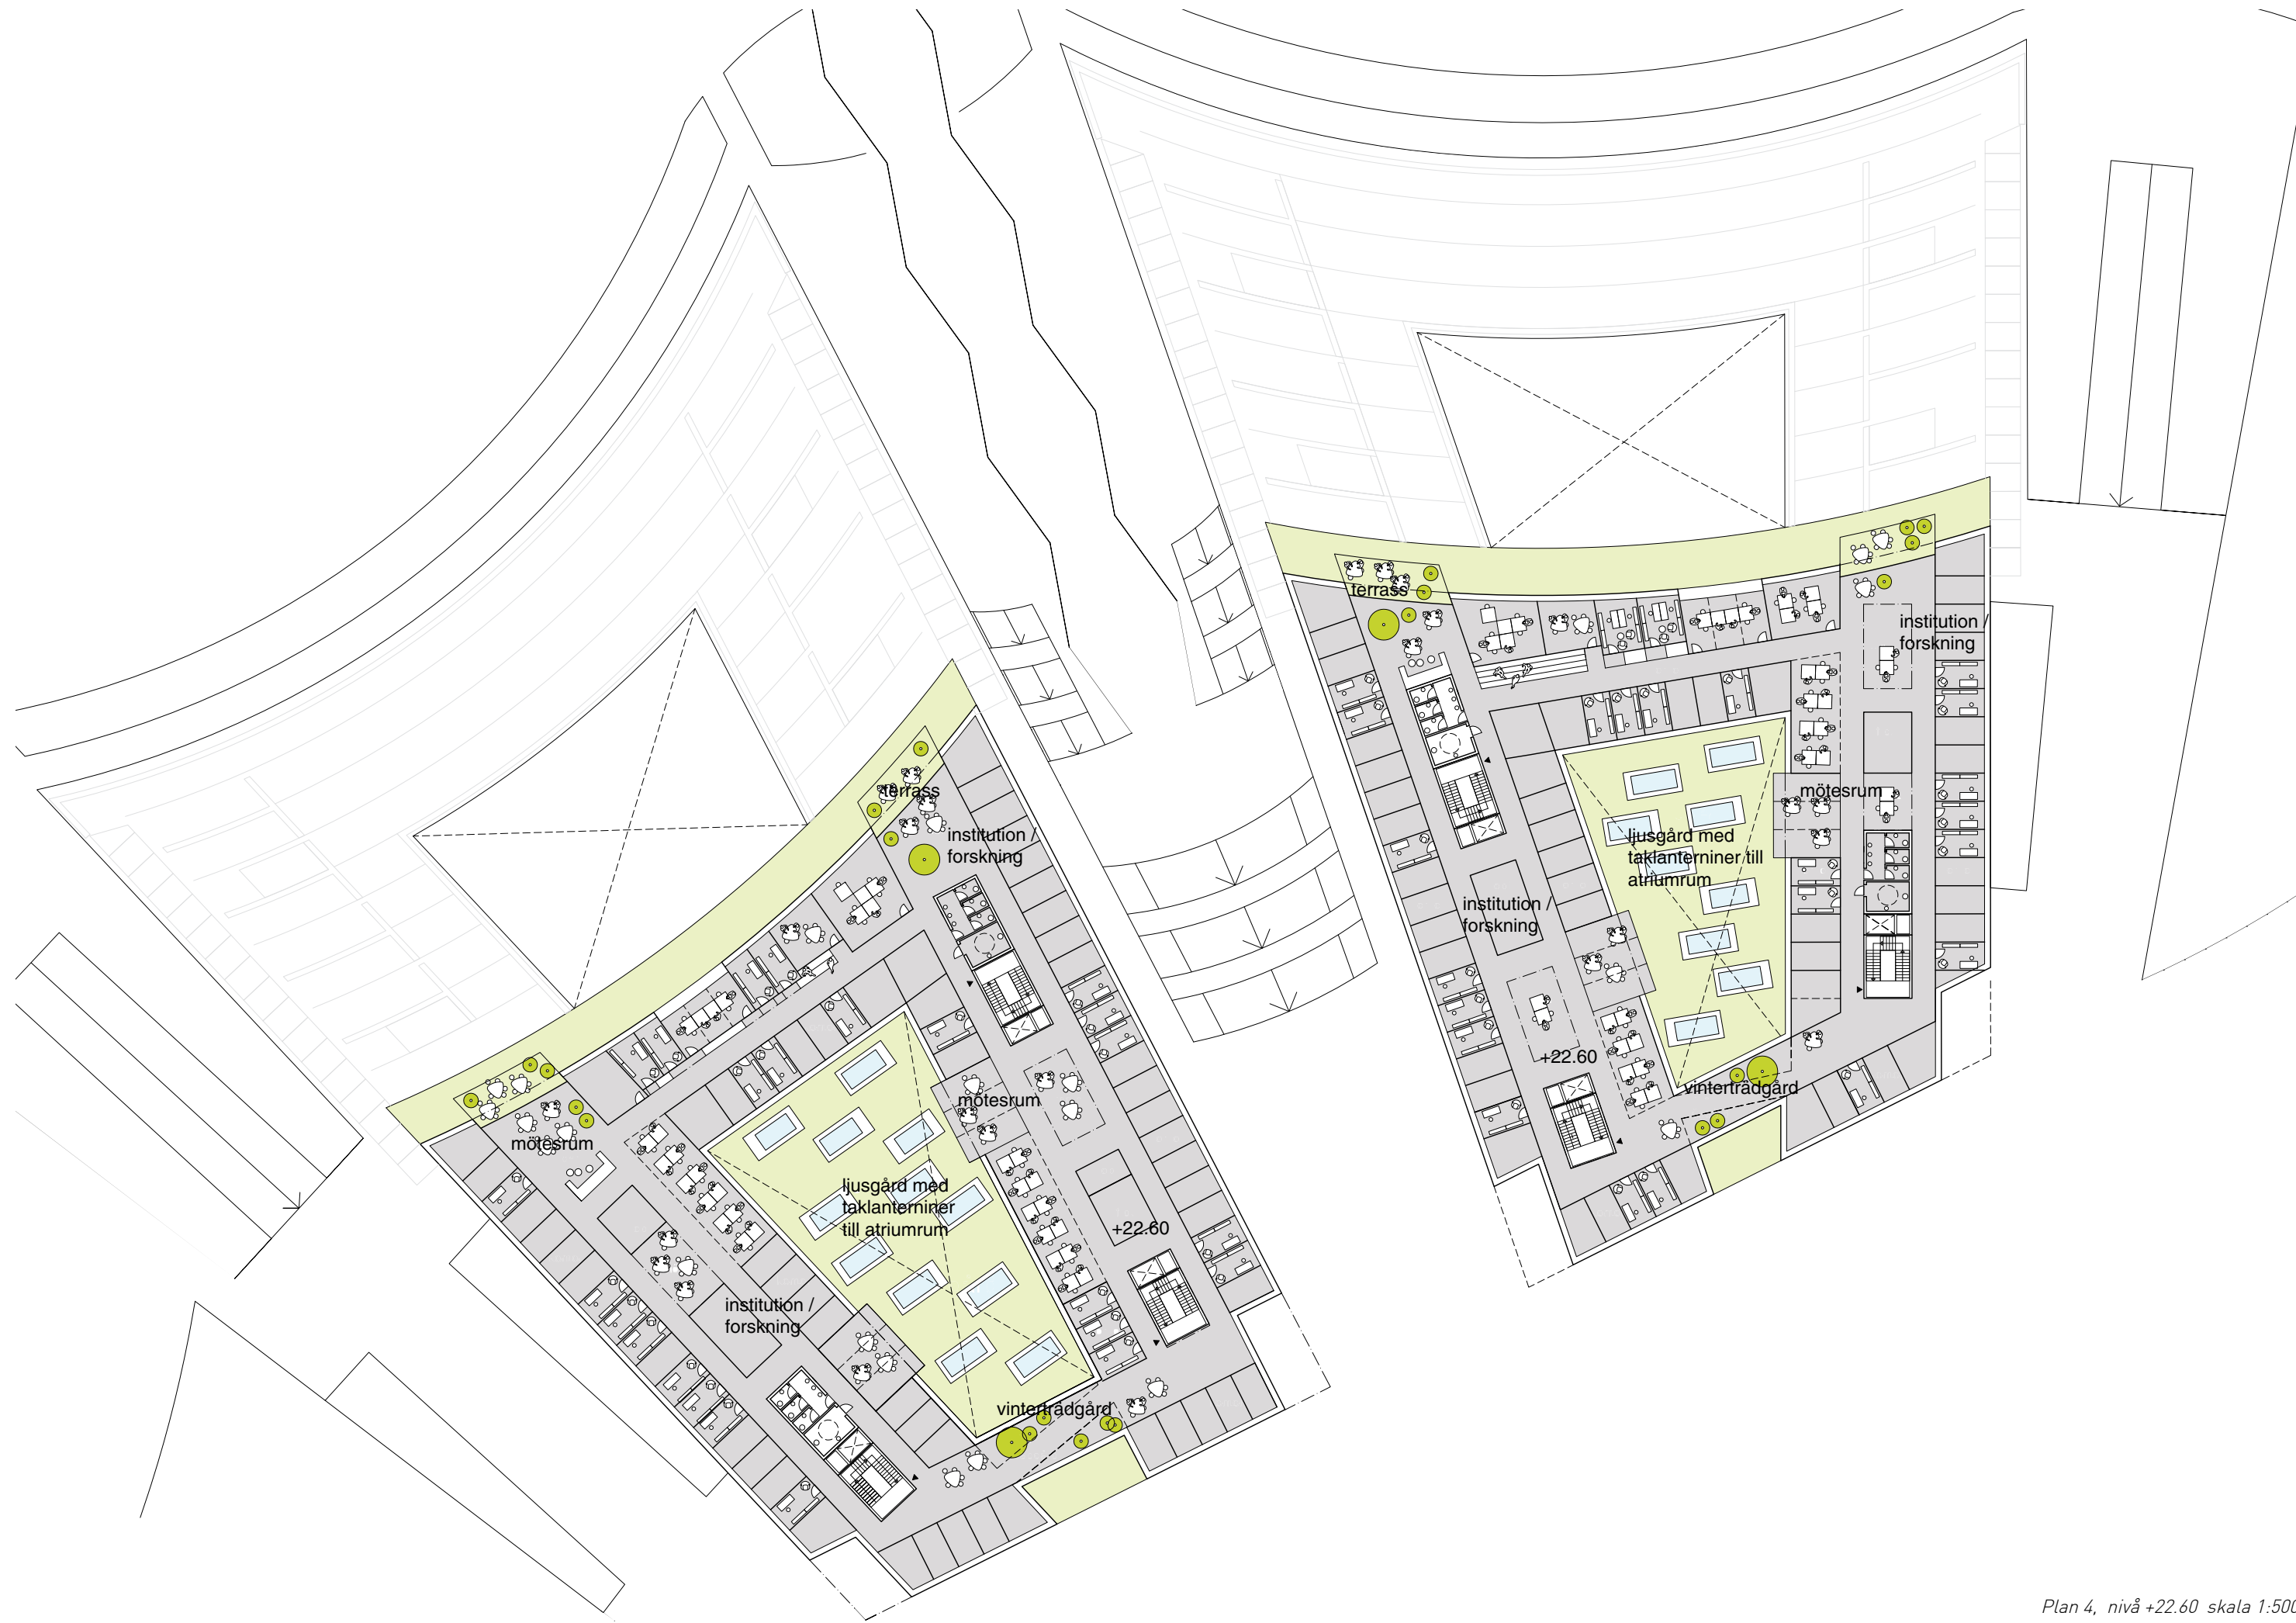 terrass
institution /
forskning
mötesrum
ljusgård med
taklanterniner till
atriumrum
institution /
forskning
+22.60
vinterträdgård
terrass
institution /
forskning
mötesrum
mötesrum
ljusgård med
taklanterniner
till atriumrum
+22.60
institution /
forskning
vinterträdgård
Plan 4, nivå +22.60 skala 1:500